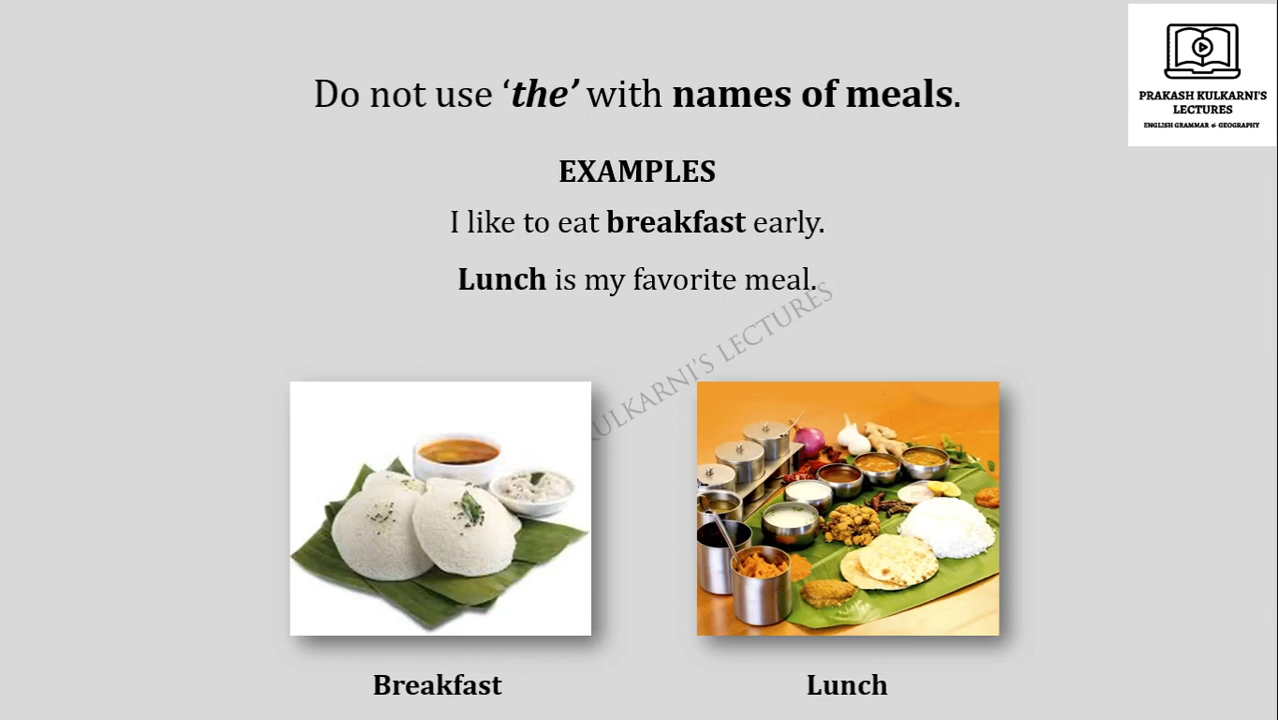 Do not use ‘the’ with names of meals.
PRAKASH KULKARNI'S
LECTURES
ENGLISH GRAMMAR & GEOGRAPHY
EXAMPLES
I like to eat breakfast early.
Lunch is my favorite meal.
KULKARNI'S LECTURES
Breakfast
Lunch